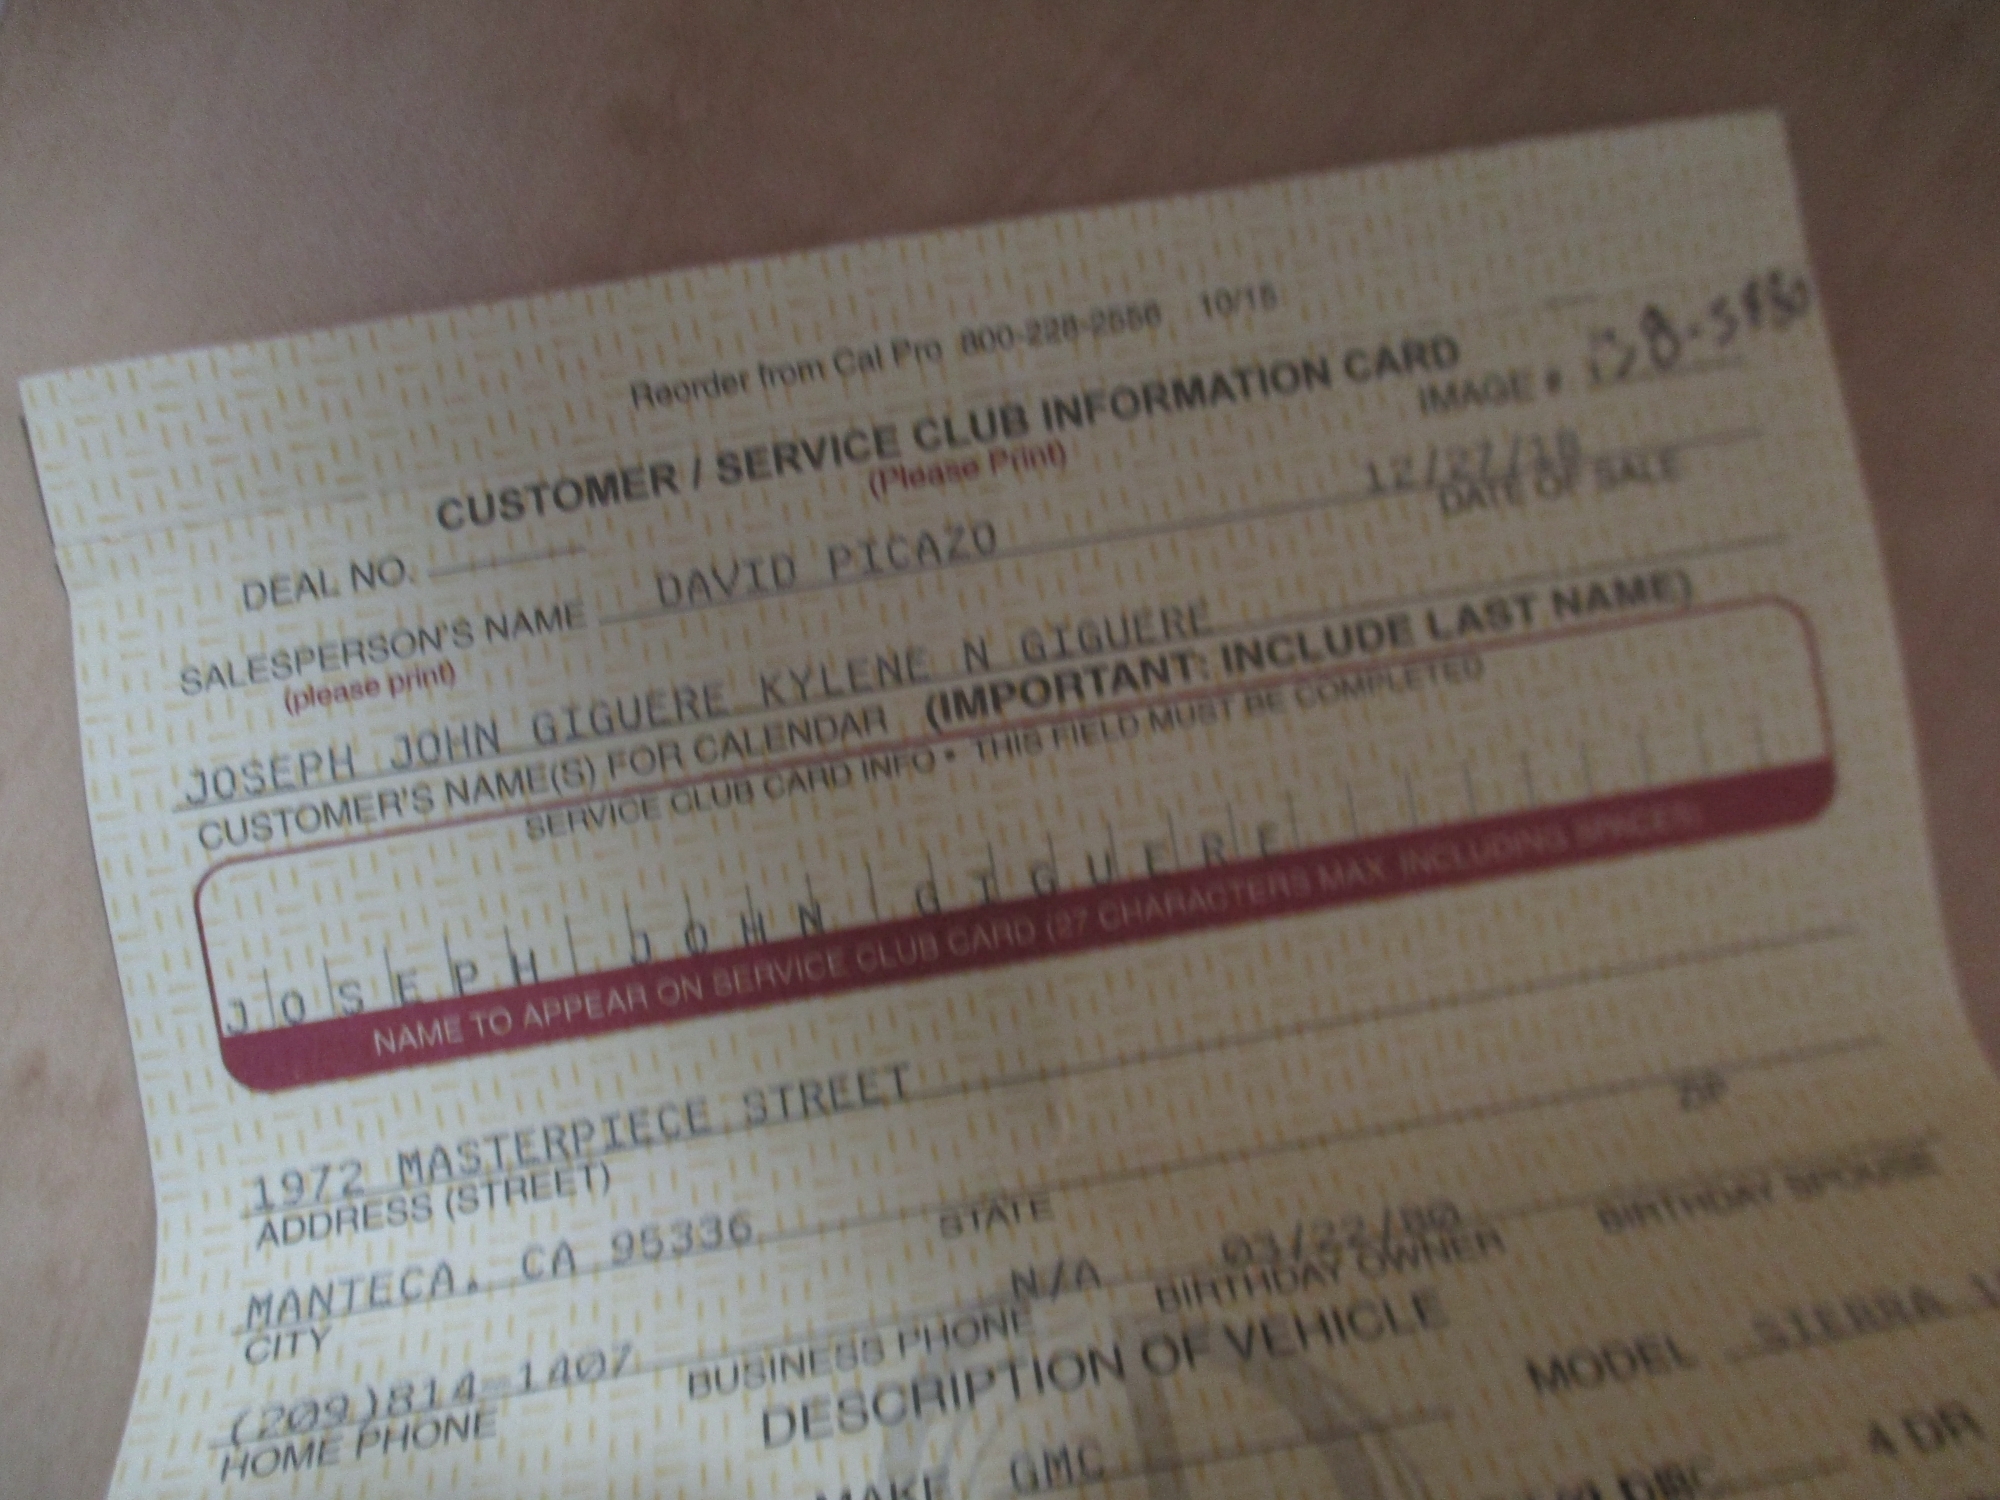 Reorder from Cal Pro 800-228-2556 10/15
CUSTOMER / SERVICE CLUB INFORMATION CARD
(Please Print)
IMAGE #
DEAL NO.
12/27/18
DATE OF SALE
SALESPERSON'S NAME DAVID PICAZO
(please print)
JOSEPH JOHN GIGUERE KYLENE N GIGUERE
CUSTOMER'S NAME(S) FOR CALENDAR (IMPORTANT: INCLUDE LAST NAME)
SERVICE CLUB CARD INFO • THIS FIELD MUST BE COMPLETED
JOSEPH JOHN GIGUERE
NAME TO APPEAR ON SERVICE CLUB CARD (27 CHARACTERS MAX INCLUDING SPACES)
1972 MASTERPIECE STREET
ADDRESS (STREET)
MANTECA, CA 95336
CITY STATE ZIP
(209)814-1407 N/A 03/22/80
HOME PHONE BUSINESS PHONE BIRTHDAY OWNER BIRTHDAY SPOUSE
DESCRIPTION OF VEHICLE
MAKE GMC MODEL SIERRA
4 DR